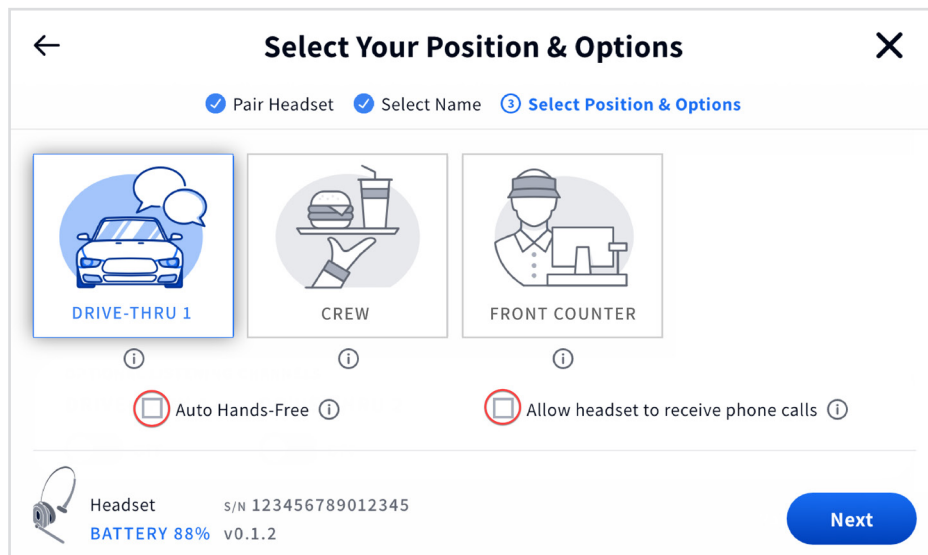 Select Your Position & Options
Pair Headset Select Name 3 Select Position & Options
DRIVE-THRU 1 CREW FRONT COUNTER
i i i
Auto Hands-Free i Allow headset to receive phone calls i
Headset S/N 123456789012345
BATTERY 88% v0.1.2
Next